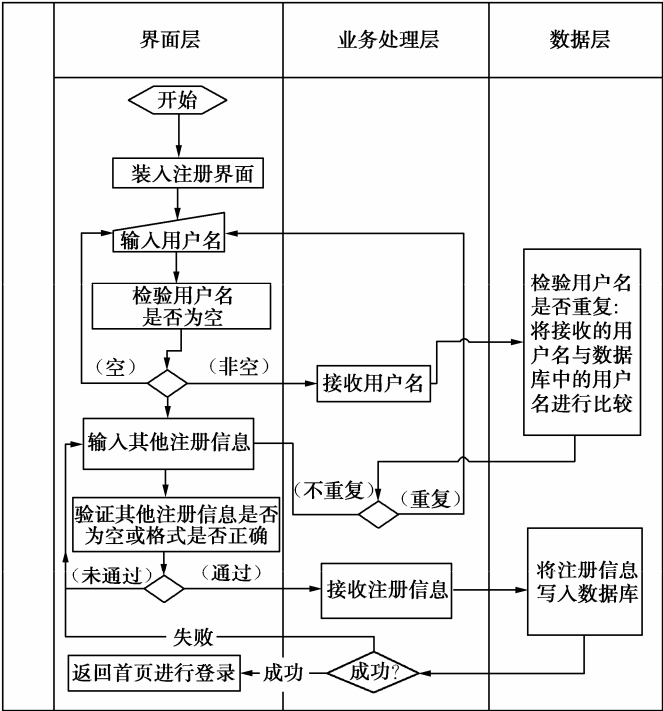 界面层
业务处理层
数据层
开始
装入注册界面
输入用户名
检验用户名
是否为空
（空）
（非空）
接收用户名
检验用户名
是否重复：
将接收的用
户名与数据
库中的用户
名进行比较
输入其他注册信息
（不重复）
（重复）
验证其他注册信息是否
为空或格式是否正确
（未通过）
（通过）
接收注册信息
将注册信息
写入数据库
失败
返回首页进行登录
成功
成功？